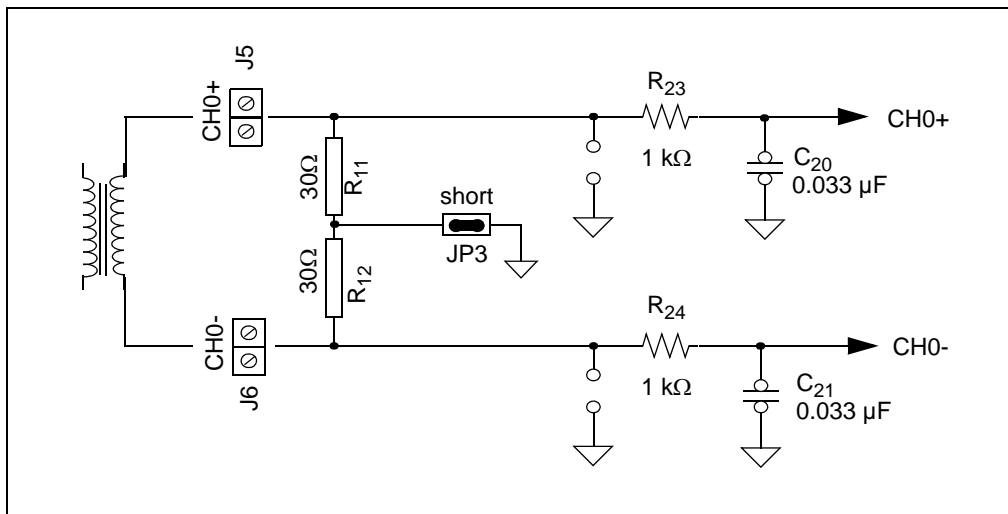 J5
CH0+
R23
CH0+
1 kΩ
C20
0.033 µF
30Ω
R11
short
JP3
30Ω
R12
R24
CH0-
CH0-
1 kΩ
C21
0.033 µF
J6